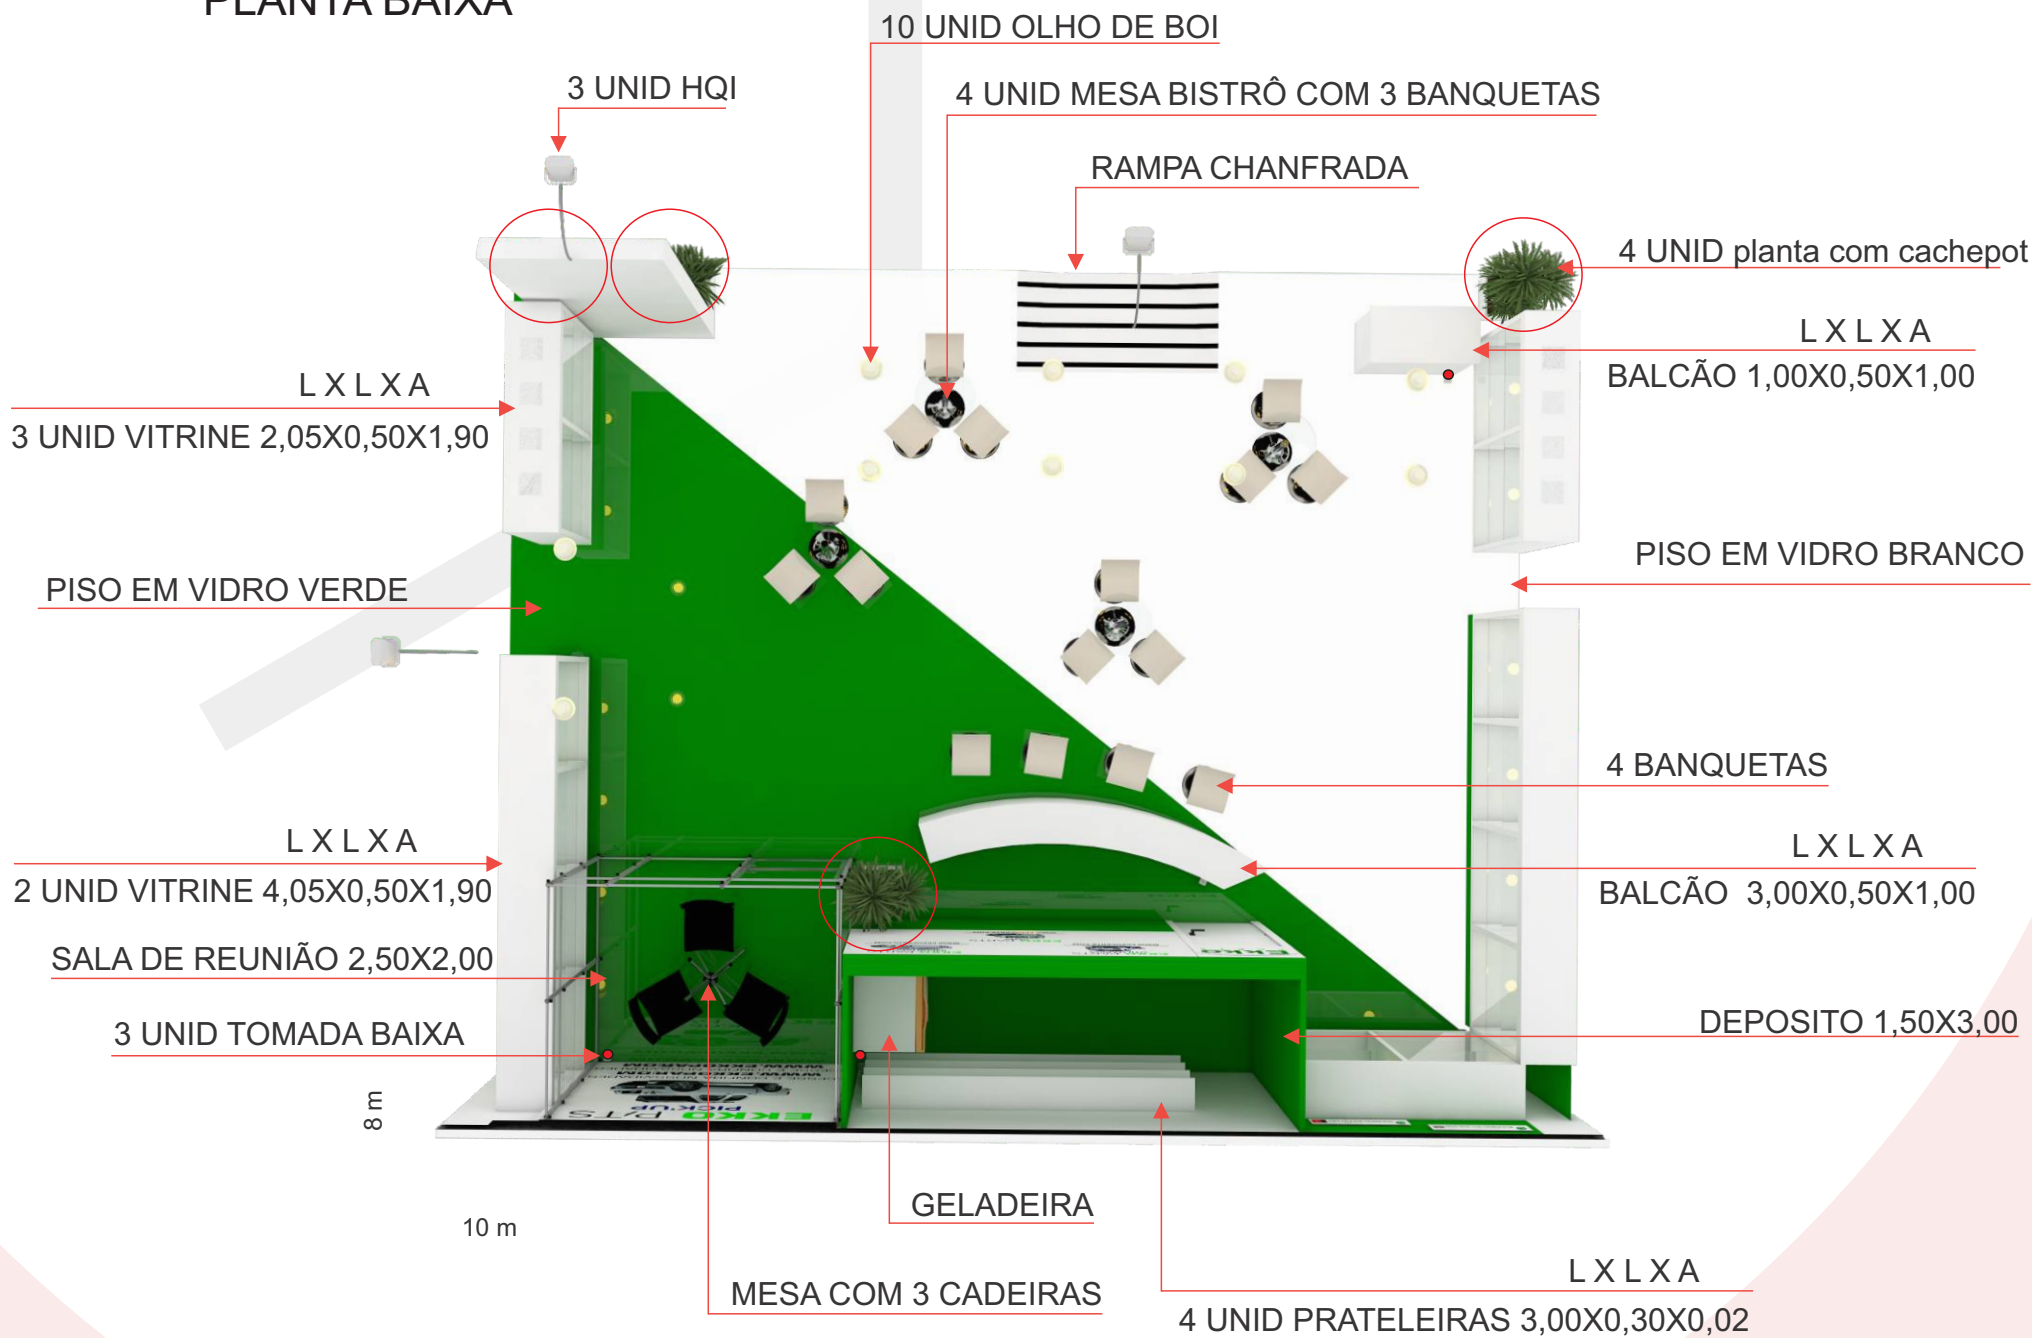 PLANTA BAIXA
10 UNID OLHO DE BOI
3 UNID HQI
4 UNID MESA BISTRÔ COM 3 BANQUETAS
RAMPA CHANFRADA
4 UNID planta com cachepot
L X L X A
BALCÃO 1,00X0,50X1,00
L X L X A
3 UNID VITRINE 2,05X0,50X1,90
PISO EM VIDRO BRANCO
PISO EM VIDRO VERDE
4 BANQUETAS
L X L X A
2 UNID VITRINE 4,05X0,50X1,90
L X L X A
BALCÃO 3,00X0,50X1,00
SALA DE REUNIÃO 2,50X2,00
DEPOSITO 1,50X3,00
3 UNID TOMADA BAIXA
EKKO
PICK'UP
8 m
10 m
GELADEIRA
MESA COM 3 CADEIRAS
L X L X A
4 UNID PRATELEIRAS 3,00X0,30X0,02